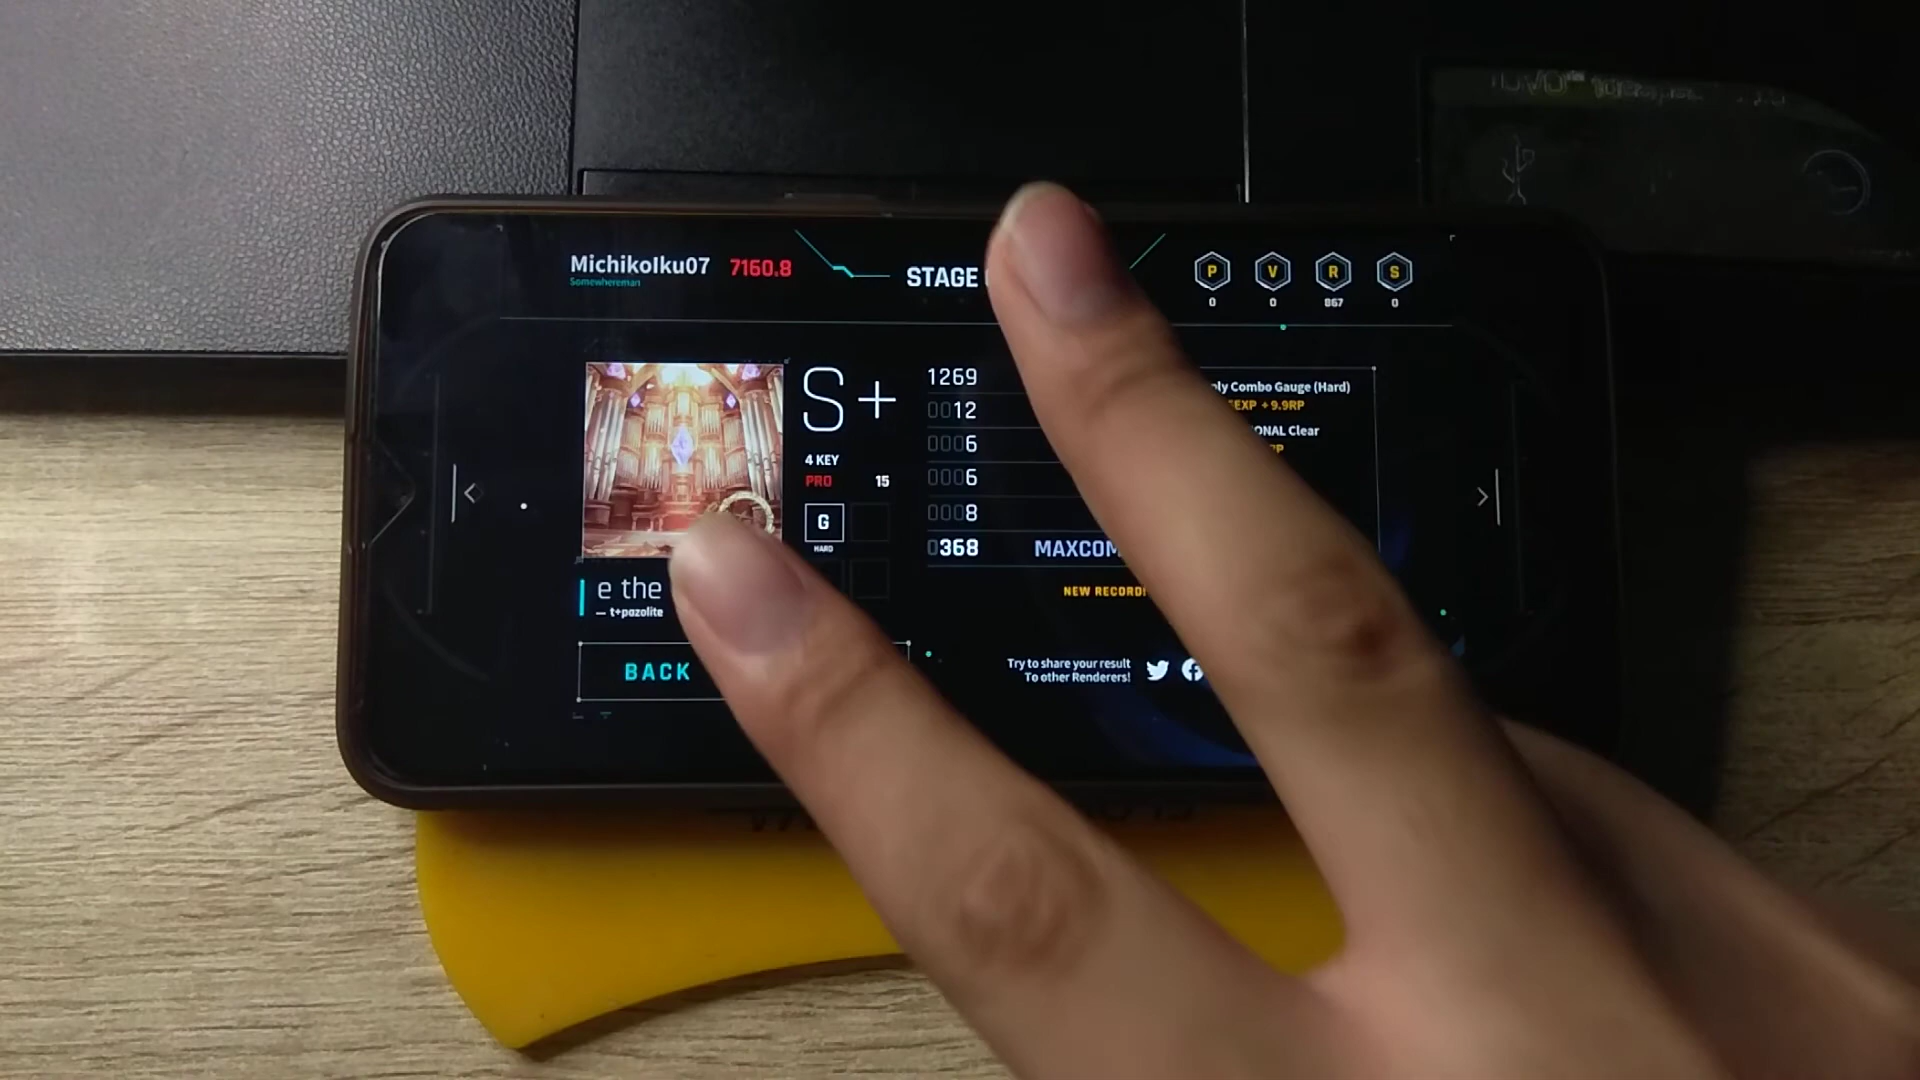 MichikoIku07 7160.8
Somewhereman
STAGE
P V R S
0 0 867 0
S+
4 KEY
PRO 15
G
HARD
1269
0012
0006
0006
0008
0368 MAXCOM
NEW RECORD!
Combo Gauge (Hard)
EXP +9.9RP
Clear
e the
— t+pazolite
BACK
Try to share your result
To other Renderers!